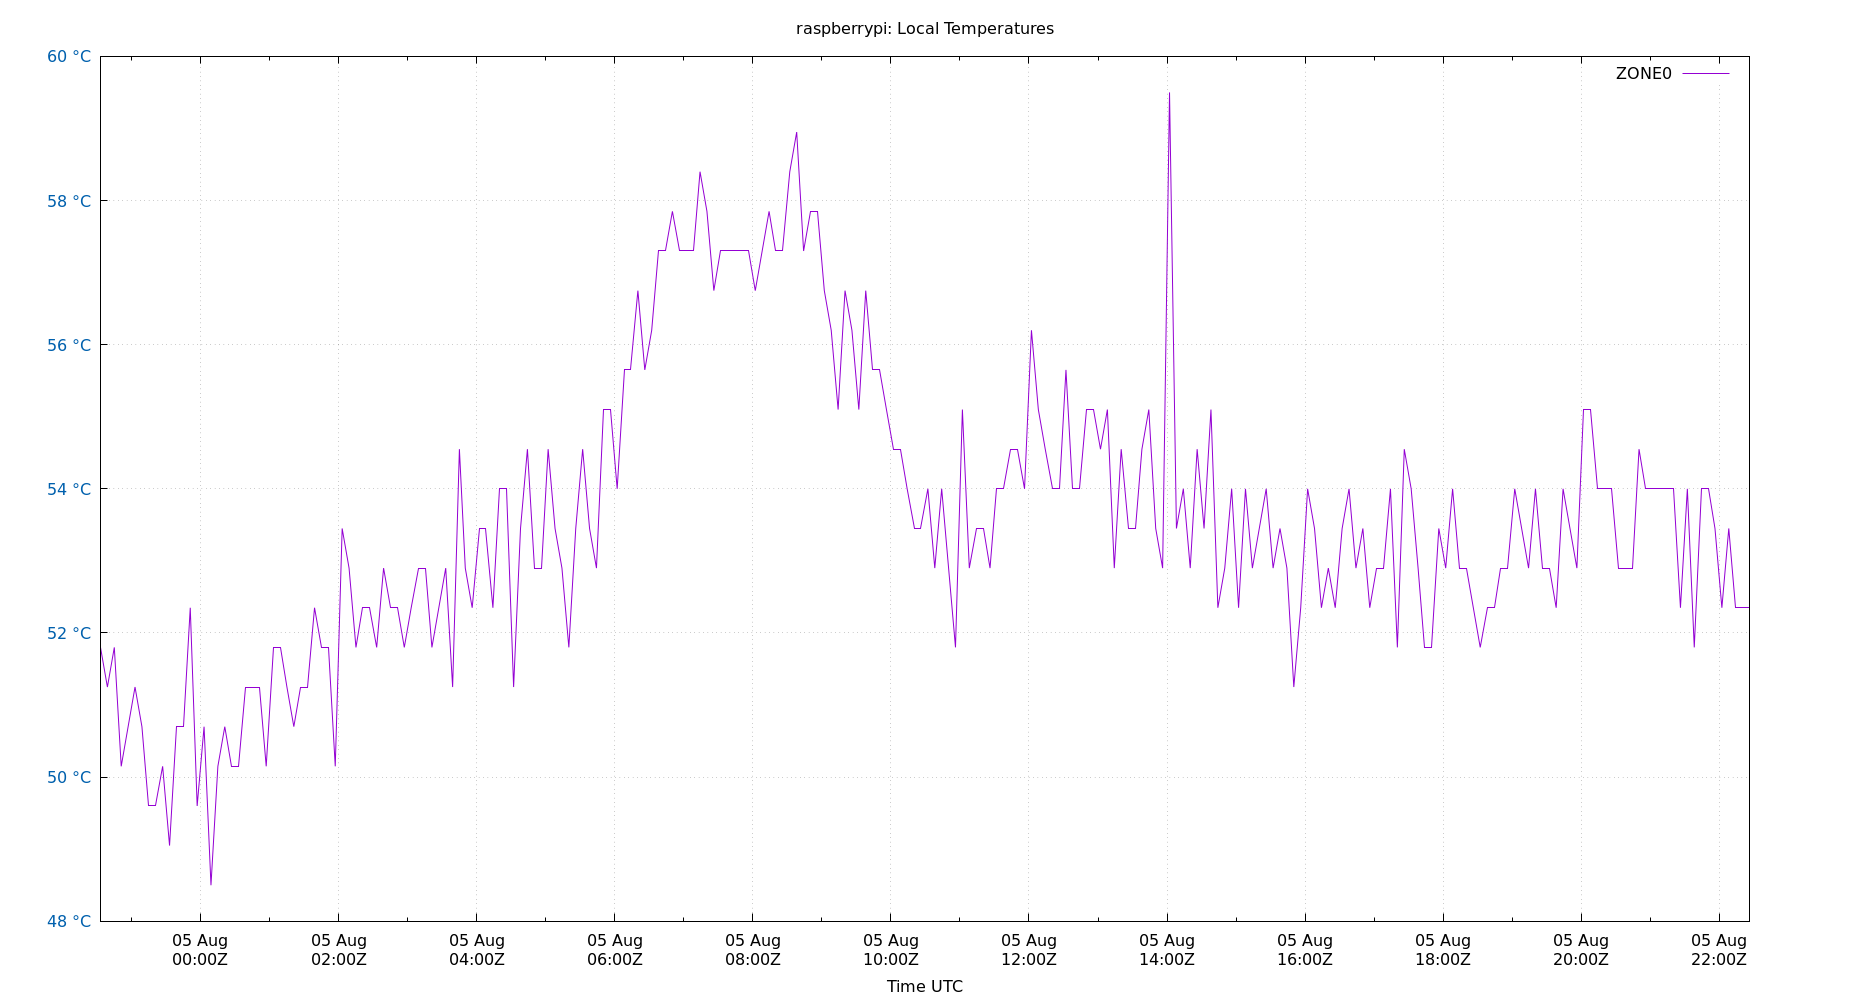 raspberrypi: Local Temperatures
60 °C
ZONE0
58 °C
56 °C
54 °C
52 °C
50 °C
48 °C
05 Aug 05 Aug 05 Aug 05 Aug 05 Aug 05 Aug 05 Aug 05 Aug 05 Aug 05 Aug 05 Aug 05 Aug
00:00Z 02:00Z 04:00Z 06:00Z 08:00Z 10:00Z 12:00Z 14:00Z 16:00Z 18:00Z 20:00Z 22:00Z
Time UTC